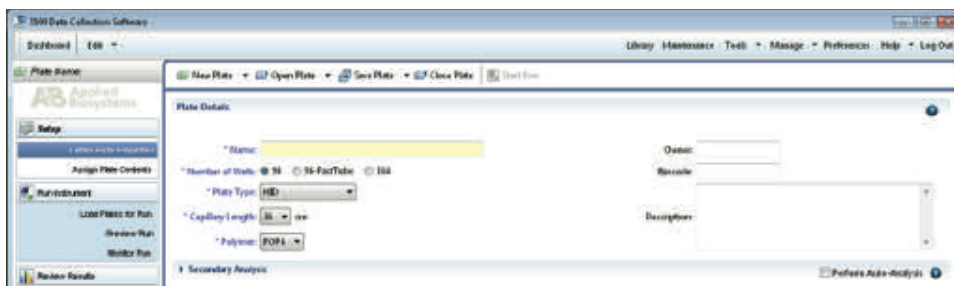 3500 Data Collection Software
Dashboard Edit
Library Maintenance Tools Manage Preferences Help Log Out
Plate Name
New Plate Open Plate Save Plate Close Plate Start Run
AB Applied Biosystems
Plate Details
Setup
* Name:
Owner:
Assign Plate Contents
* Number of Wells: 96 96-FastTube 384
Barcode:
Run Instrument
* Plate Type: HID
Load Plates for Run
* Capillary Length: 36 cm
Description:
Preview Run
* Polymer: POP4
Monitor Run
Secondary Analysis
Perform Auto-Analysis
Review Results